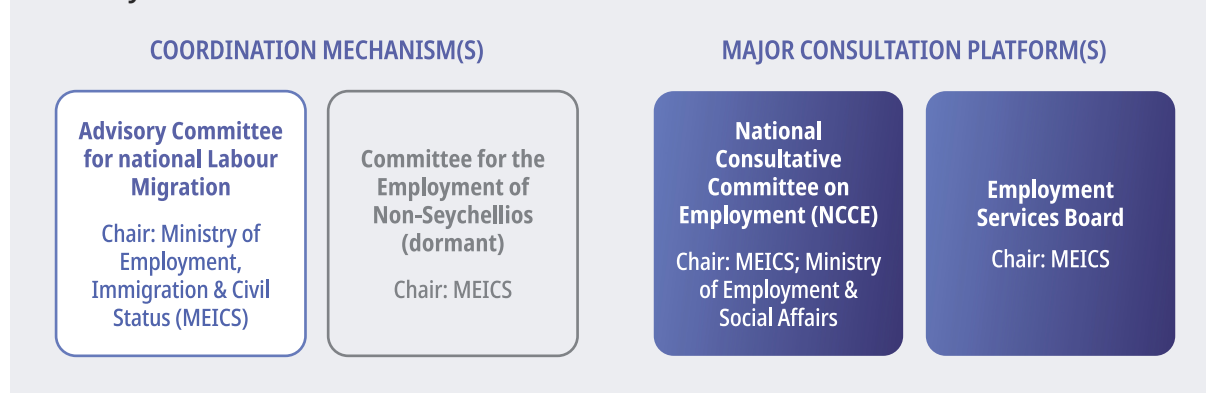 COORDINATION MECHANISM(S)
MAJOR CONSULTATION PLATFORM(S)
Advisory Committee
for national Labour
Migration
Chair: Ministry of
Employment,
Immigration & Civil
Status (MEICS)
Committee for the
Employment of
Non-Seychellios
(dormant)
Chair: MEICS
National
Consultative
Committee on
Employment (NCCE)
Chair: MEICS; Ministry
of Employment &
Social Affairs
Employment
Services Board
Chair: MEICS